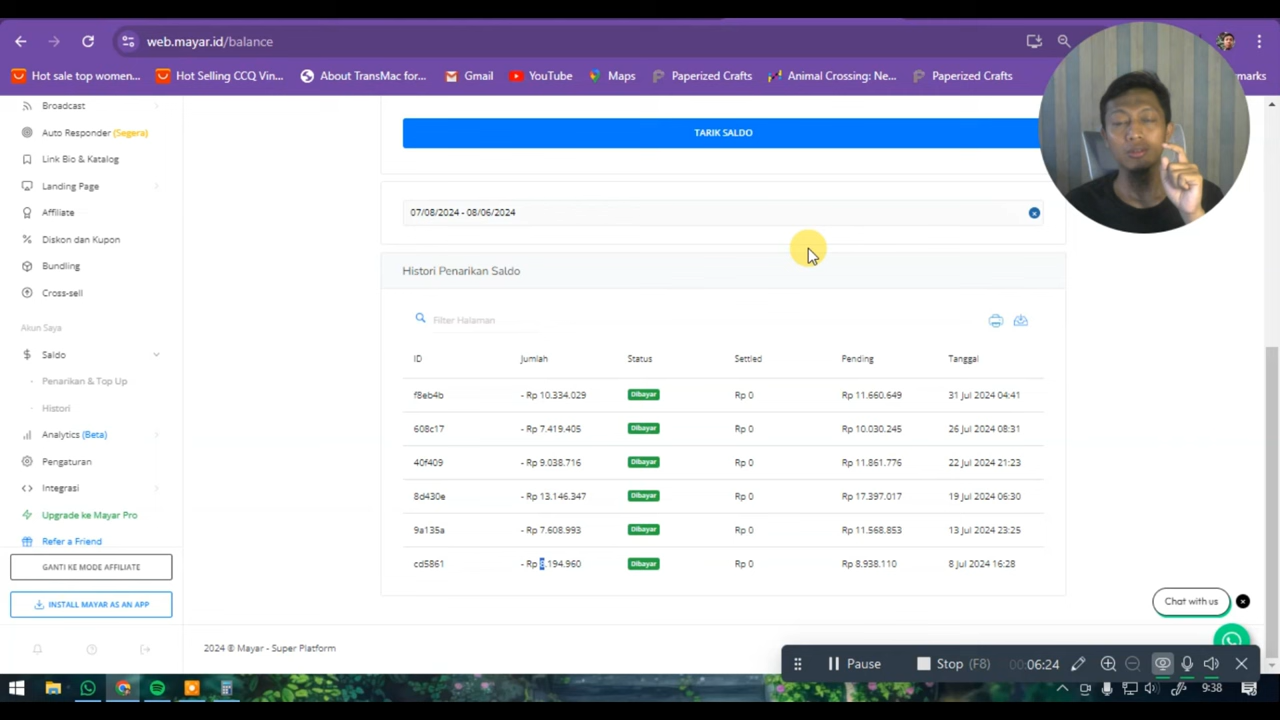 web.mayar.id/balance
Hot sale top women... Hot Selling CCQ Vin... About TransMac for... Gmail YouTube Maps Paperized Crafts Animal Crossing: Ne... Paperized Crafts
Broadcast
Auto Responder (Segera)
Link Bio & Katalog
Landing Page
Affiliate
Diskon dan Kupon
Bundling
Cross-sell
Akun Saya
Saldo
Penarikan & Top Up
Histori
Analytics (Beta)
Pengaturan
Integrasi
Upgrade ke Mayar Pro
Refer a Friend
GANTI KE MODE AFFILIATE
INSTALL MAYAR AS AN APP
TARIK SALDO
07/08/2024 - 08/06/2024
Histori Penarikan Saldo
Filter Halaman
ID Jumlah Status Settled Pending Tanggal
f8eb4b - Rp 10.334.029 Dibayar Rp 0 Rp 11.660.649 31 Jul 2024 04:41
608c17 - Rp 7.419.405 Dibayar Rp 0 Rp 10.030.245 26 Jul 2024 08:31
40f409 - Rp 9.038.716 Dibayar Rp 0 Rp 11.861.776 22 Jul 2024 21:23
8d430e - Rp 13.146.347 Dibayar Rp 0 Rp 17.397.017 19 Jul 2024 06:30
9a135a - Rp 7.608.993 Dibayar Rp 0 Rp 11.568.853 13 Jul 2024 23:25
cd5861 - Rp 8.194.960 Dibayar Rp 0 Rp 8.938.110 8 Jul 2024 16:28
Chat with us
2024 © Mayar - Super Platform
Pause Stop (F8) 00:06:24
9:38